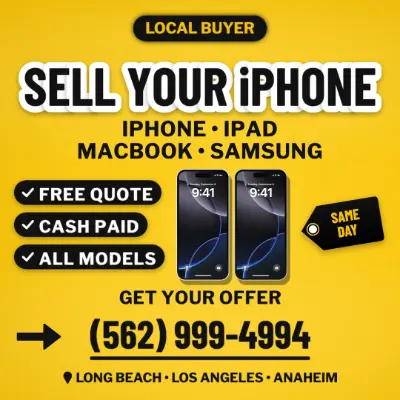 LOCAL BUYER
SELL YOUR iPHONE
IPHONE • IPAD
MACBOOK • SAMSUNG
✓ FREE QUOTE
✓ CASH PAID
✓ ALL MODELS
9:41
9:41
SAME
DAY
GET YOUR OFFER
(562) 999-4994
LONG BEACH • LOS ANGELES • ANAHEIM